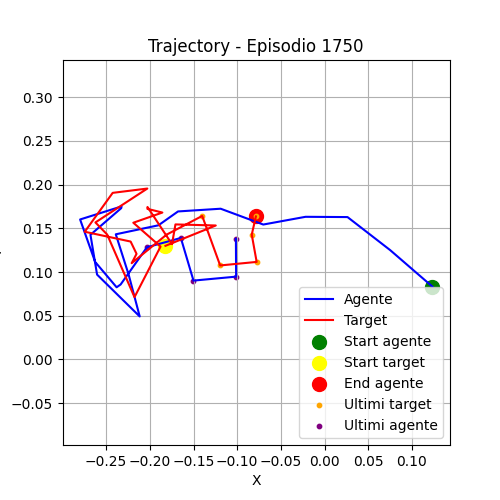 Trajectory - Episodio 1750
0.30
0.25
0.20
0.15
0.10
0.05
0.00
−0.05
−0.25 −0.20 −0.15 −0.10 −0.05 0.00 0.05 0.10
X
Agente
Target
Start agente
Start target
End agente
Ultimi target
Ultimi agente